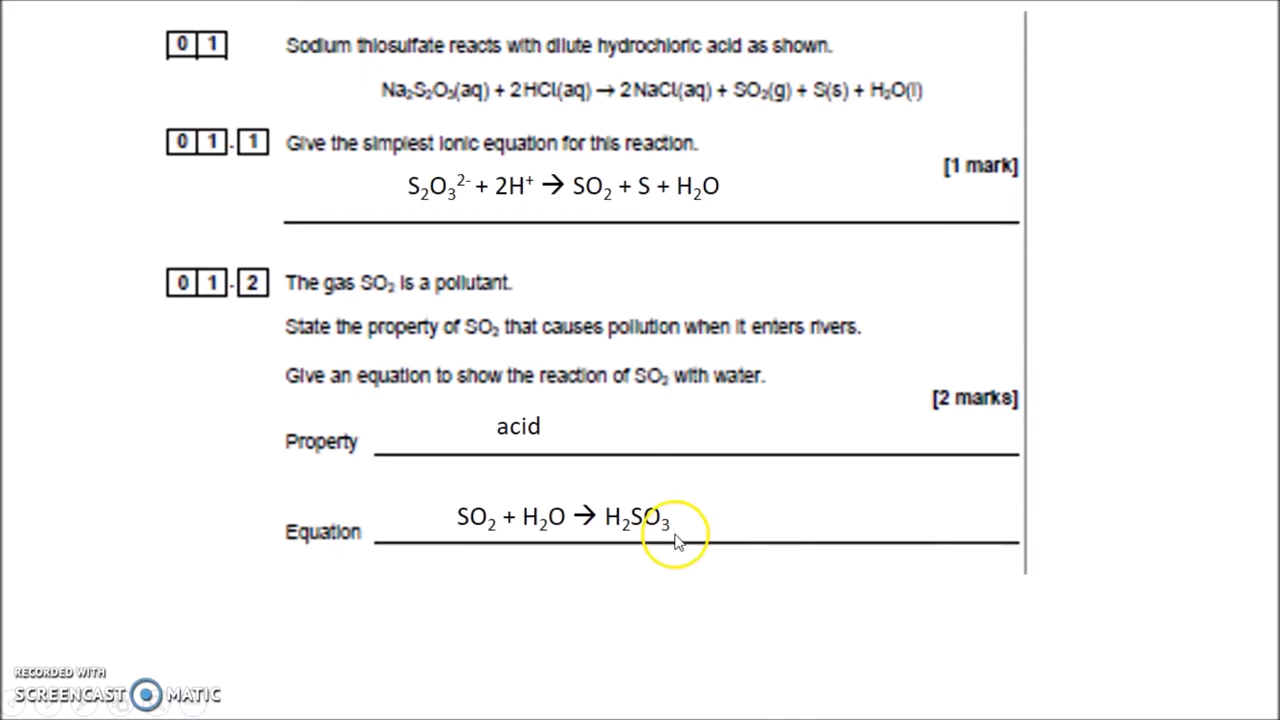 0 1 Sodium thiosulfate reacts with dilute hydrochloric acid as shown.
Na₂S₂O₃(aq) + 2HCl(aq) → 2NaCl(aq) + SO₂(g) + S(s) + H₂O(l)
0 1 . 1 Give the simplest ionic equation for this reaction.
[1 mark]
S₂O₃²⁻ + 2H⁺ → SO₂ + S + H₂O
0 1 . 2 The gas SO₂ is a pollutant.
State the property of SO₂ that causes pollution when it enters rivers.
Give an equation to show the reaction of SO₂ with water.
[2 marks]
Property acid
Equation SO₂ + H₂O → H₂SO₃
RECORDED WITH
SCREENCAST MATIC